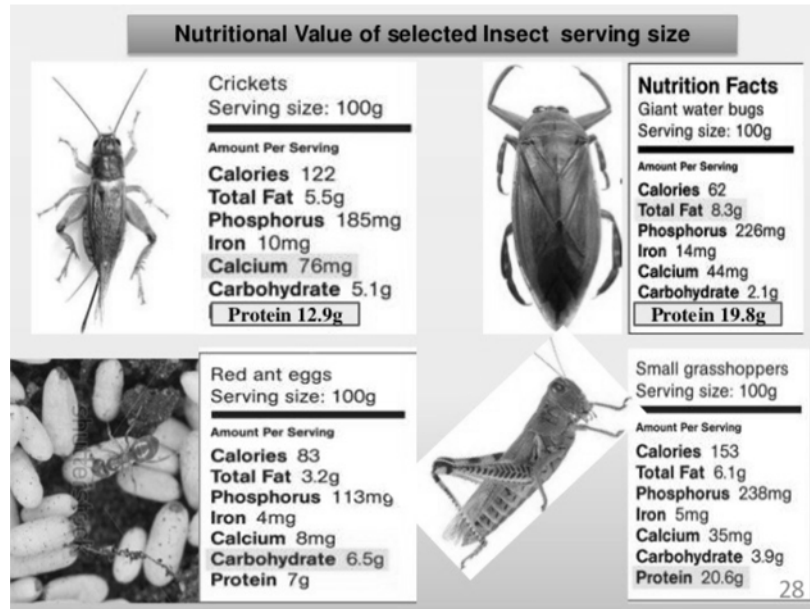 Nutritional Value of selected Insect serving size
Crickets
Serving size: 100g
Amount Per Serving
Calories 122
Total Fat 5.5g
Phosphorus 185mg
Iron 10mg
Calcium 76mg
Carbohydrate 5.1g
Protein 12.9g
Nutrition Facts
Giant water bugs
Serving size: 100g
Amount Per Serving
Calories 62
Total Fat 8.3g
Phosphorus 226mg
Iron 14mg
Calcium 44mg
Carbohydrate 2.1g
Protein 19.8g
Red ant eggs
Serving size: 100g
Amount Per Serving
Calories 83
Total Fat 3.2g
Phosphorus 113mg
Iron 4mg
Calcium 8mg
Carbohydrate 6.5g
Protein 7g
Small grasshoppers
Serving size: 100g
Amount Per Serving
Calories 153
Total Fat 6.1g
Phosphorus 238mg
Iron 5mg
Calcium 35mg
Carbohydrate 3.9g
Protein 20.6g
28